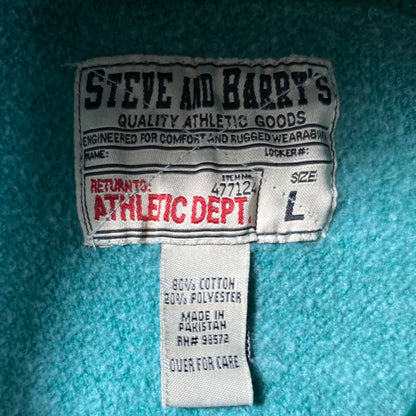 STEVE AND BARRY'S
QUALITY ATHLETIC GOODS
ENGINEERED FOR COMFORT AND RUGGED WEARABILITY
NAME: LOCKER#:
RETURN TO: ITEM No. 47712 SIZE:
ATHLETIC DEPT L
80% COTTON
20% POLYESTER
MADE IN
PAKISTAN
RN# 98572
OVER FOR CARE